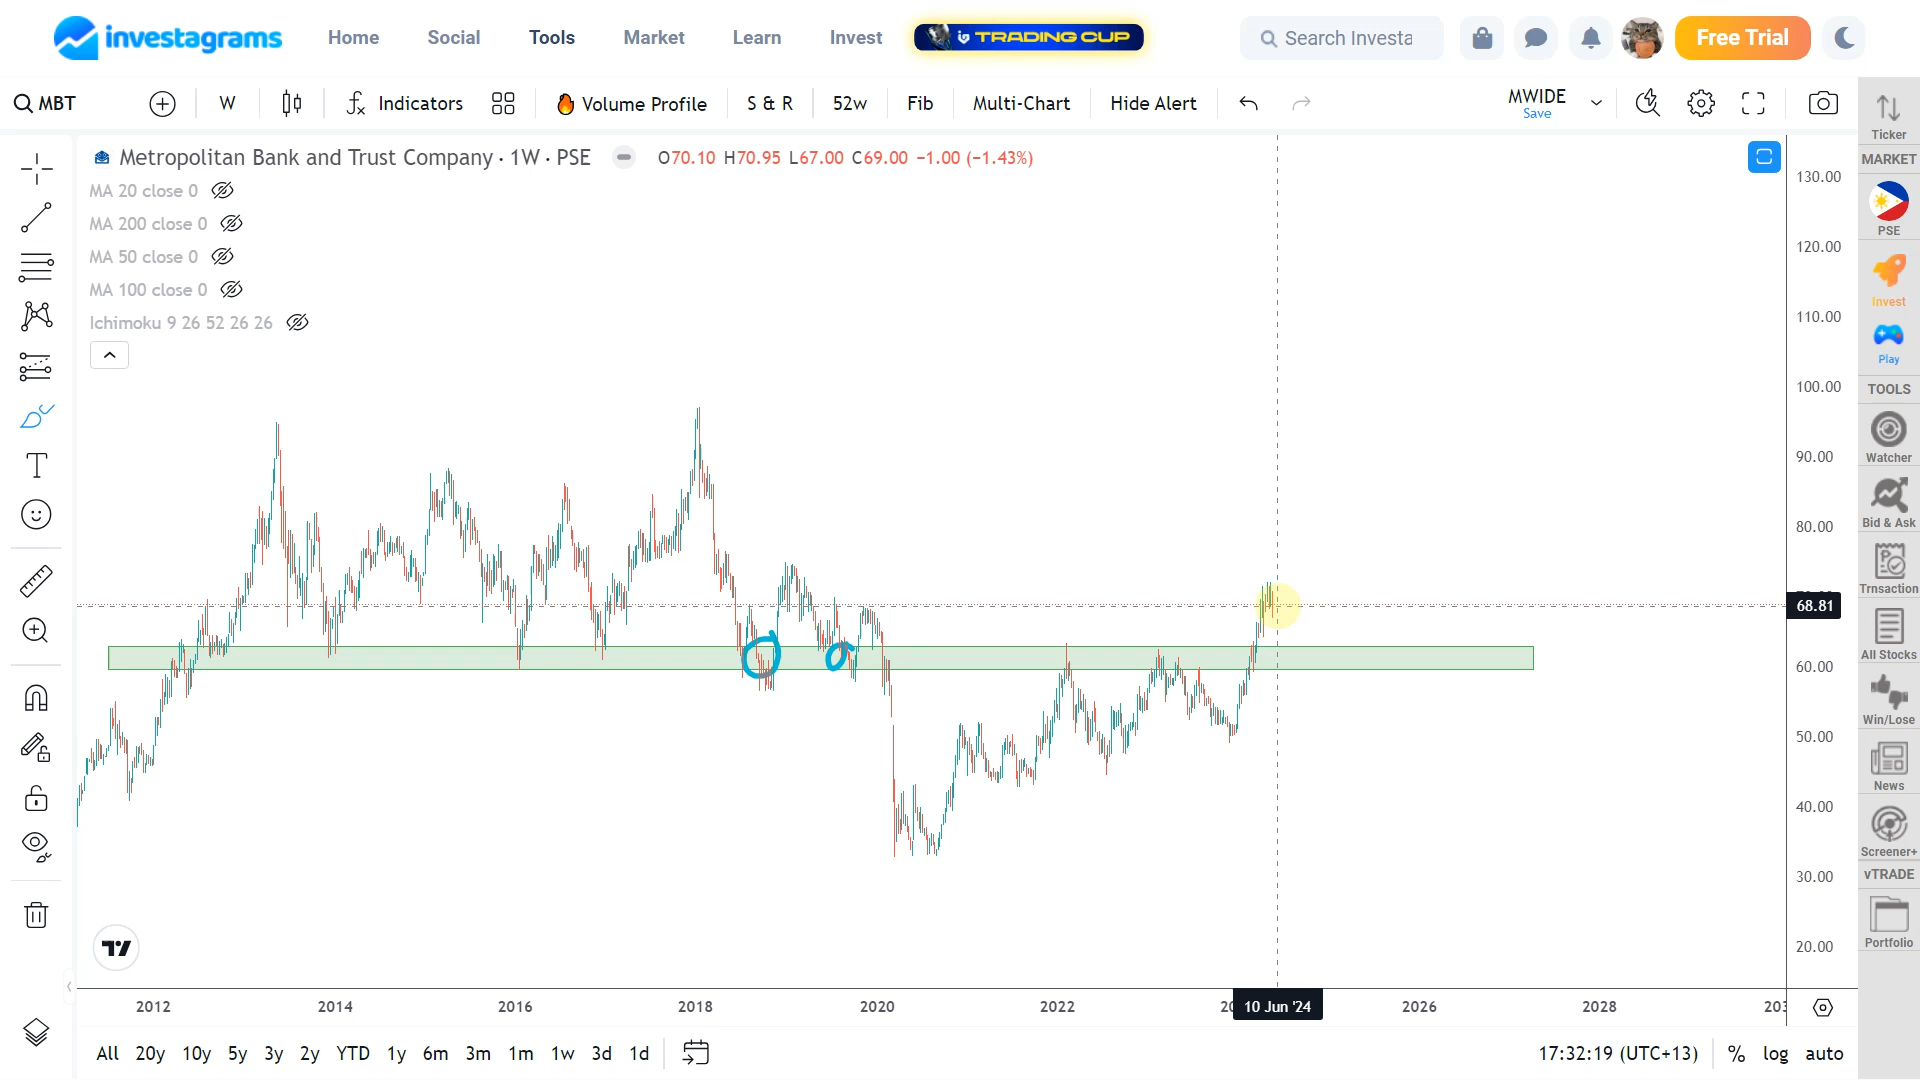 investagrams Home Social Tools Market Learn Invest TRADING CUP Search Investa Free Trial
MBT W Indicators Volume Profile S & R 52w Fib Multi-Chart Hide Alert MWIDE
Save
Metropolitan Bank and Trust Company · 1W · PSE O70.10 H70.95 L67.00 C69.00 −1.00 (−1.43%)
MA 20 close 0
MA 200 close 0
MA 50 close 0
MA 100 close 0
Ichimoku 9 26 52 26 26
130.00
120.00
110.00
100.00
90.00
80.00
68.81
60.00
50.00
40.00
30.00
20.00
2012 2014 2016 2018 2020 2022 10 Jun '24 2026 2028
All 20y 10y 5y 3y 2y YTD 1y 6m 3m 1m 1w 3d 1d 17:32:19 (UTC+13) % log auto
Ticker
MARKET
PSE
Invest
Play
TOOLS
Watcher
Bid & Ask
Trnsaction
All Stocks
Win/Lose
News
Screener+
vTRADE
Portfolio